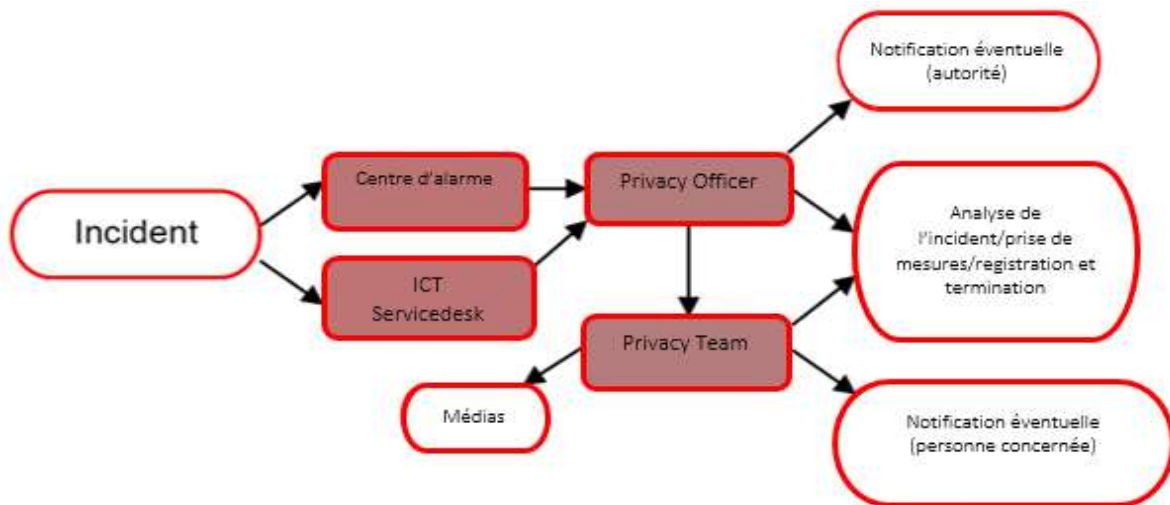 Notification éventuelle
(autorité)
Centre d'alarme
Privacy Officer
Incident
Analyse de
l'incident/prise de
mesures/registration et
termination
ICT
Servicedesk
Privacy Team
Médias
Notification éventuelle
(personne concernée)